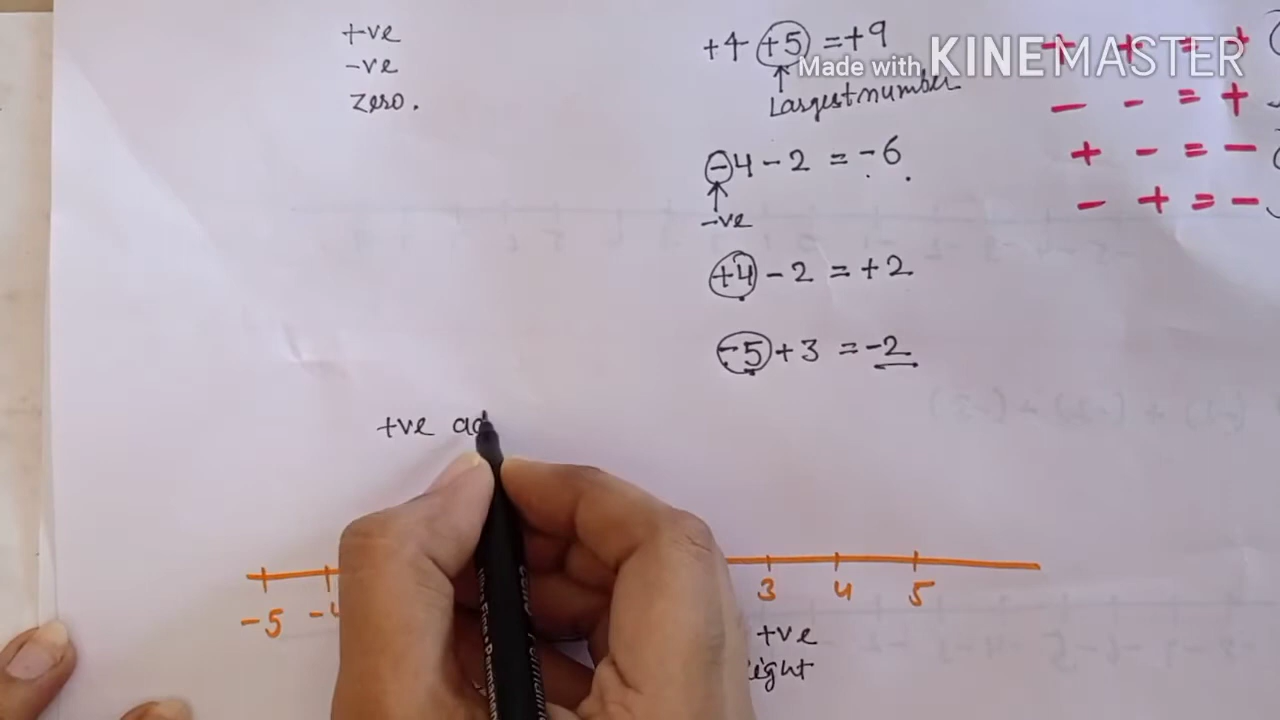 +ve
-ve
zero.
+4 +5 = +9
Largest number
-4 - 2 = -6
-ve
+4 - 2 = +2
-5 + 3 = -2
+ + = +
- - = +
+ - = -
- + = -
Made with KINEMASTER
+ve
-5 -4 3 4 5
+ve